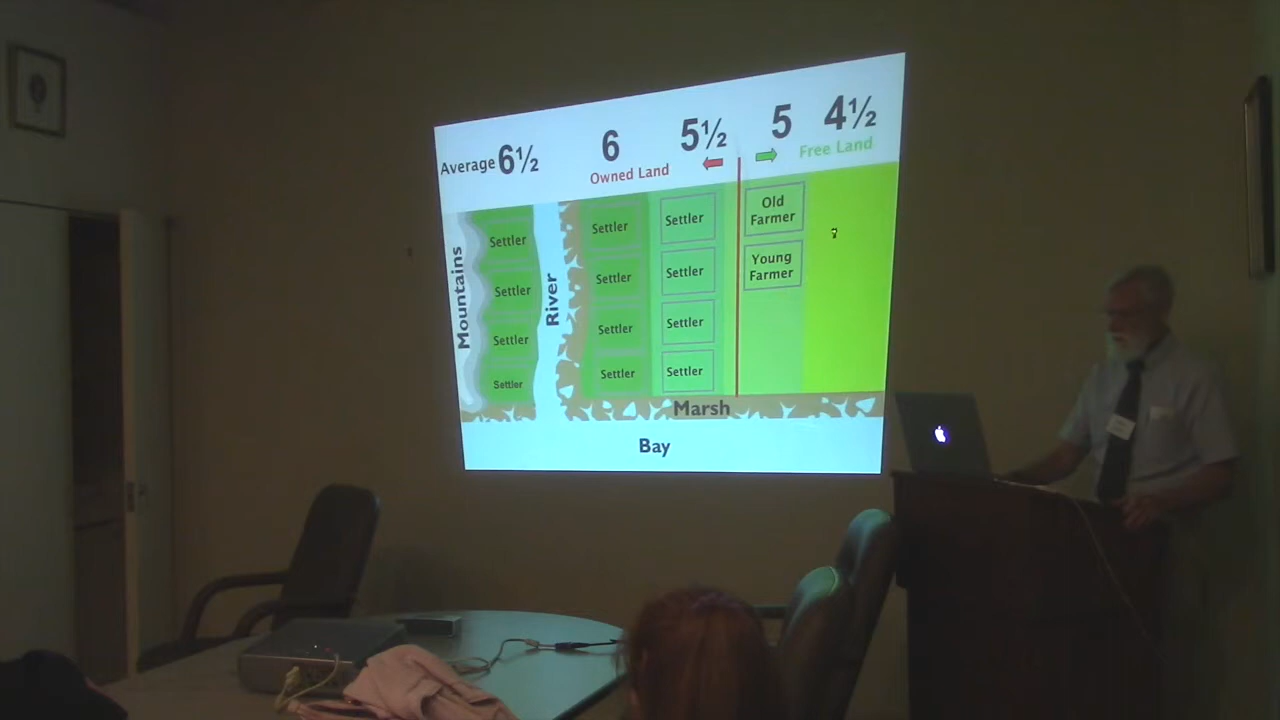 Average 6½ 6 5½ 5 4½
Owned Land Free Land
Mountains
Settler
Settler
Settler
Settler
River
Settler
Settler
Settler
Settler
Settler
Settler
Settler
Settler
Old
Farmer
Young
Farmer
Marsh
Bay